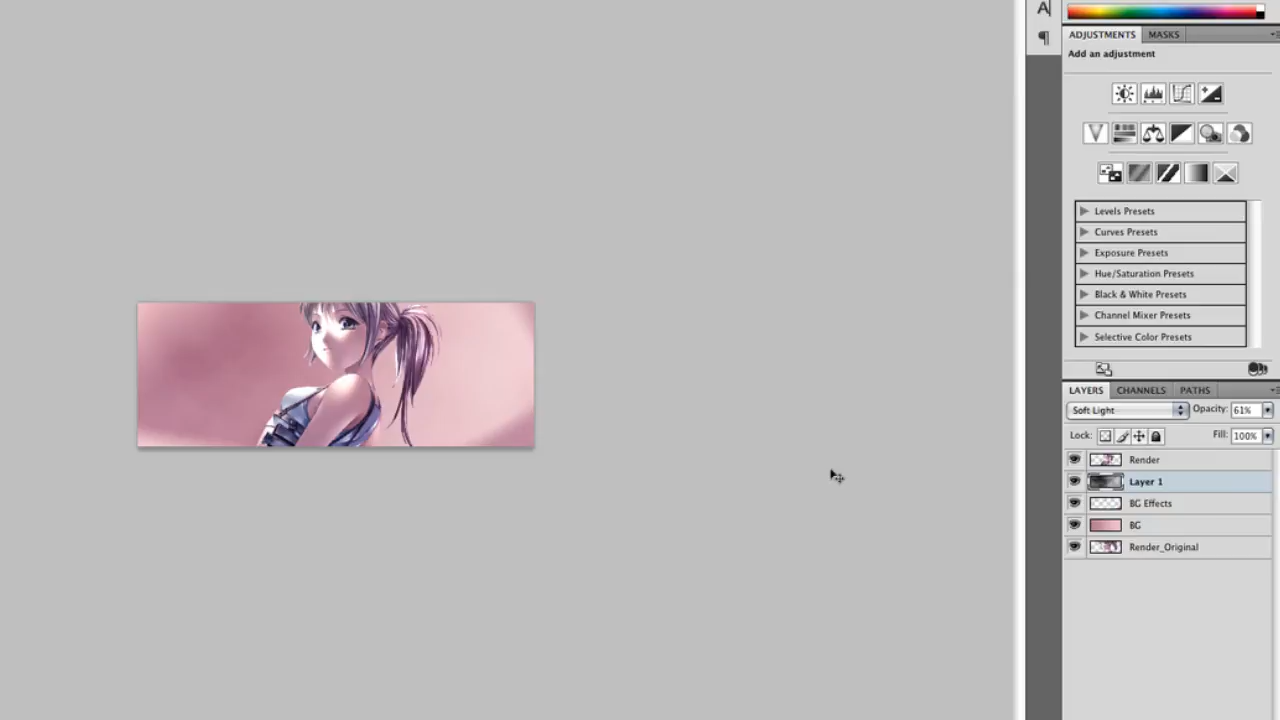 A
¶
ADJUSTMENTS MASKS
Add an adjustment
Levels Presets
Curves Presets
Exposure Presets
Hue/Saturation Presets
Black & White Presets
Channel Mixer Presets
Selective Color Presets
LAYERS CHANNELS PATHS
Soft Light Opacity: 61%
Lock: Fill: 100%
Render
Layer 1
BG Effects
BG
Render_Original